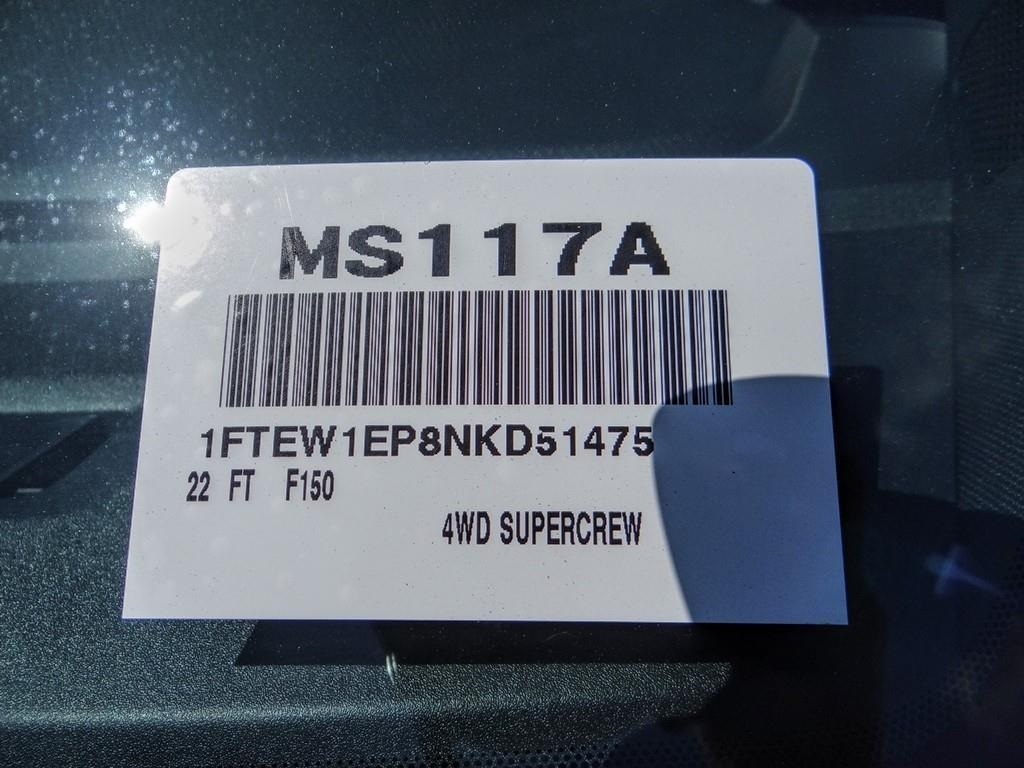 MS117A
1FTEW1EP8NKD51475
22 FT F150
4WD SUPERCREW